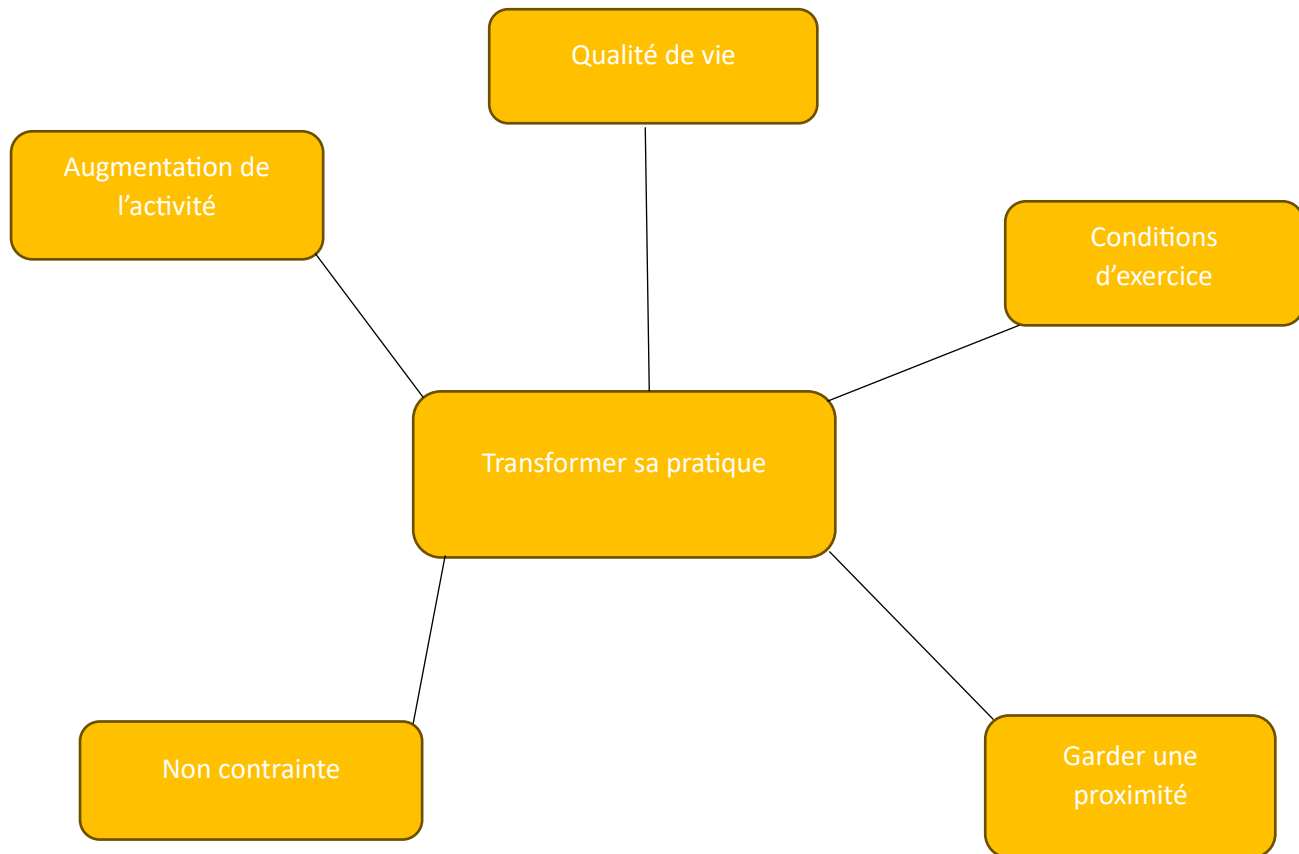 Qualité de vie
Augmentation de
l’activité
Conditions
d’exercice
Transformer sa pratique
Non contrainte
Garder une
proximité